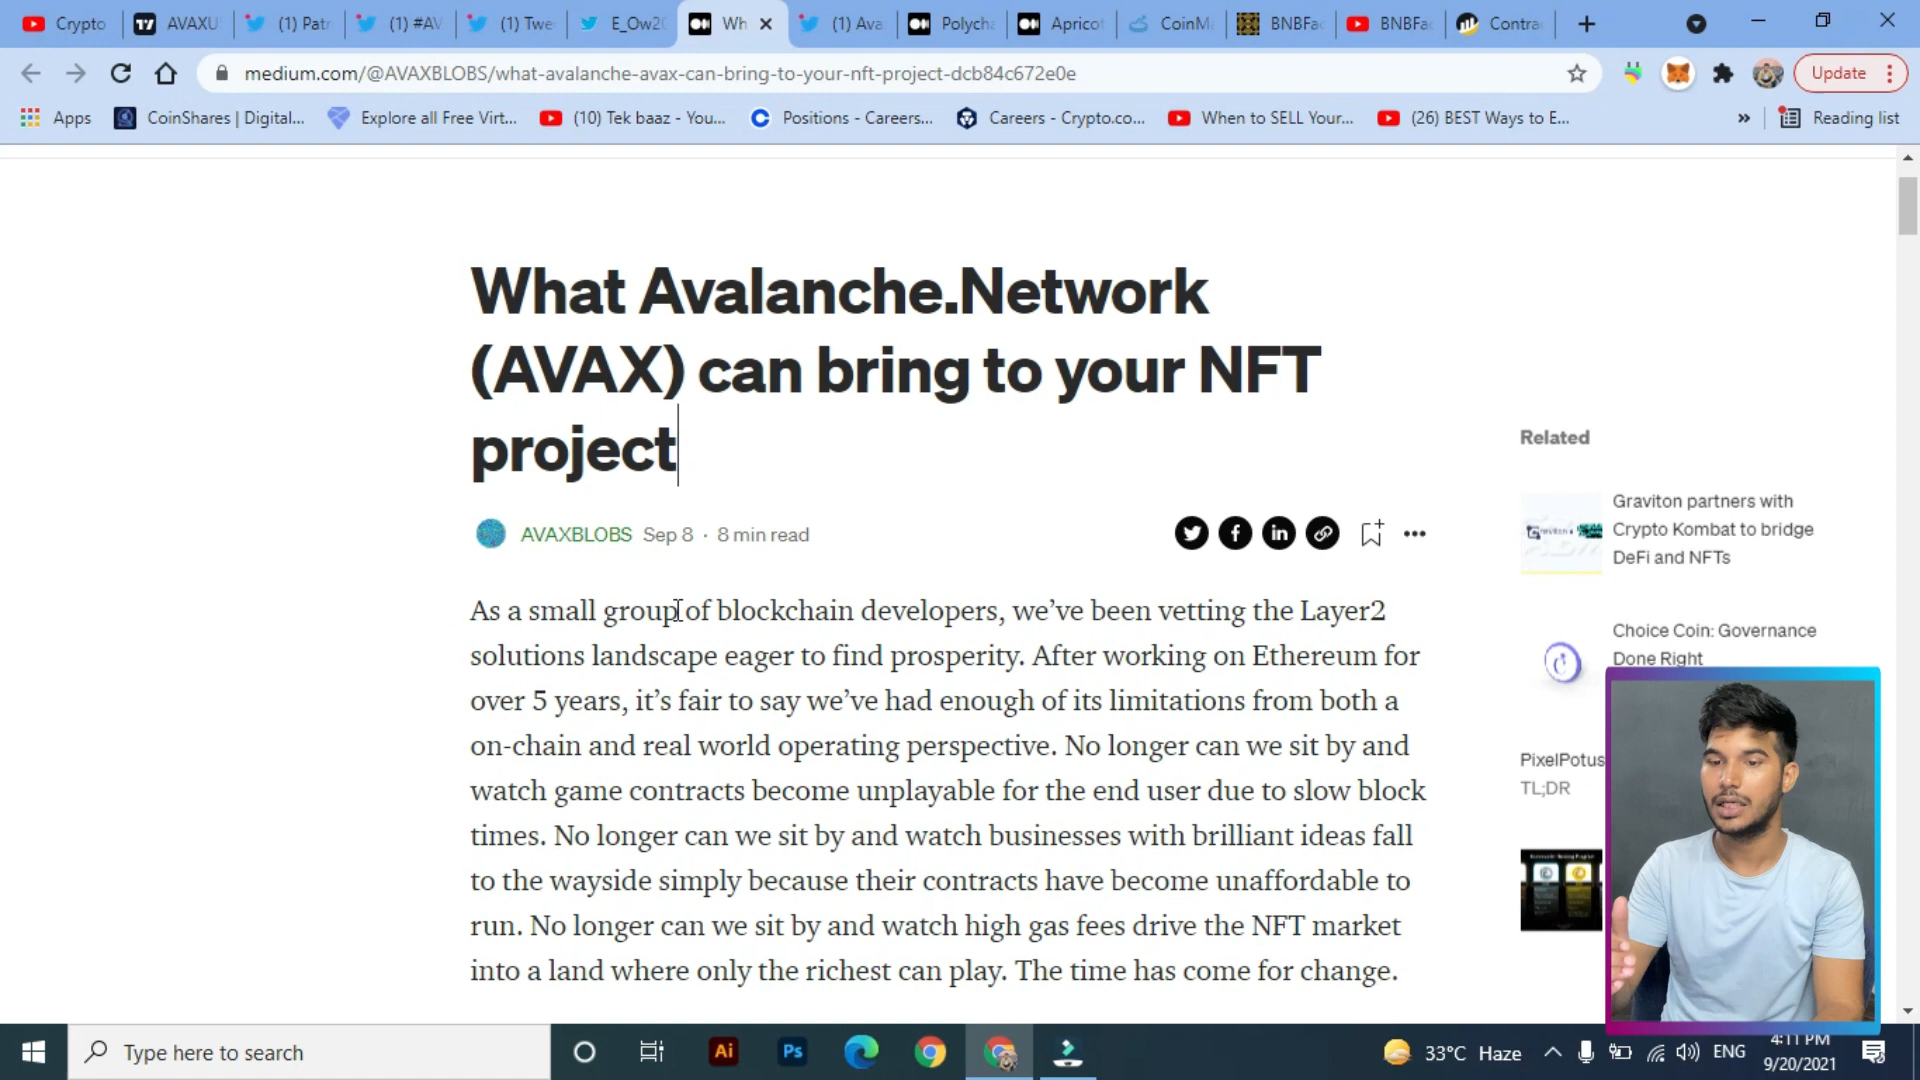 Crypto
AVAXU
(1) Patr
(1) #AV
(1) Twe
E_Ow20
Wh
(1) Ava
Polych
Apricot
CoinM
BNBFac
BNBFac
Contra
medium.com/@AVAXBLOBS/what-avalanche-avax-can-bring-to-your-nft-project-dcb84c672e0e
Update
Apps
CoinShares | Digital...
Explore all Free Virt...
(10) Tek baaz - You...
Positions - Careers...
Careers - Crypto.co...
When to SELL Your...
(26) BEST Ways to E...
»
Reading list
What Avalanche.Network
(AVAX) can bring to your NFT
project
AVAXBLOBS Sep 8 · 8 min read
As a small group of blockchain developers, we’ve been vetting the Layer2
solutions landscape eager to find prosperity. After working on Ethereum for
over 5 years, it’s fair to say we’ve had enough of its limitations from both a
on-chain and real world operating perspective. No longer can we sit by and
watch game contracts become unplayable for the end user due to slow block
times. No longer can we sit by and watch businesses with brilliant ideas fall
to the wayside simply because their contracts have become unaffordable to
run. No longer can we sit by and watch high gas fees drive the NFT market
into a land where only the richest can play. The time has come for change.
Related
Graviton partners with
Crypto Kombat to bridge
DeFi and NFTs
Choice Coin: Governance
Done Right
PixelPotus
TL;DR
Type here to search
Ai
Ps
33°C Haze
ENG
4:11 PM
9/20/2021